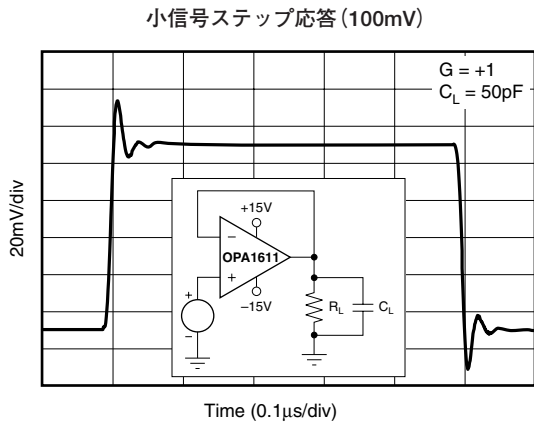 小信号ステップ応答(100mV)
G = +1
C_L = 50pF
20mV/div
+15V
−
OPA1611
+
−15V
+
−
R_L
C_L
Time (0.1μs/div)